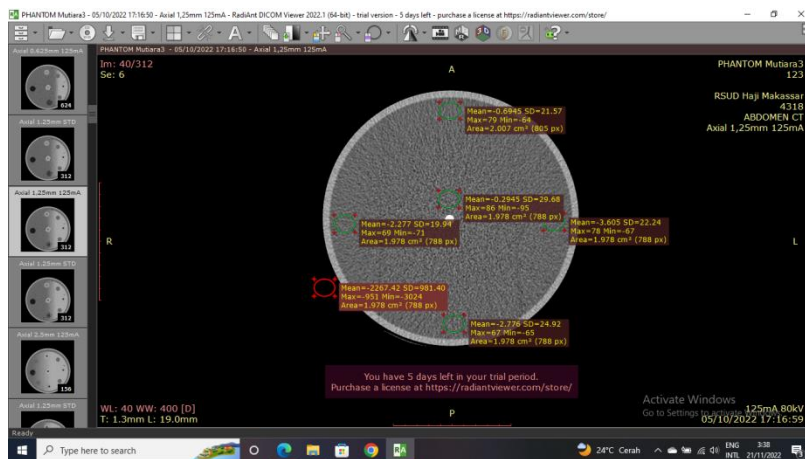 PHANTOM Mutiara3 - 05/10/2022 17:16:50 - Axial 1,25mm 125mA - RadiAnt DICOM Viewer 2022.1 (64-bit) - trial version - 5 days left - purchase a license at https://radiantviewer.com/store/
PHANTOM Mutiara3 - 05/10/2022 17:16:50 - Axial 1,25mm 125mA
Axial 0.625mm 125mA
624
Axial 1.25mm STD
312
Axial 1.25mm 125mA
312
Axial 1.25mm STD
312
Axial 2.5mm 125mA
156
Axial 1.25mm STD
Im: 40/312
Se: 6
A
PHANTOM Mutiara3
123
RSUD Haji Makassar
4318
ABDOMEN CT
Axial 1,25mm 125mA
Mean=-0.6945 SD=21.57
Max=79 Min=-64
Area=2.007 cm² (805 px)
Mean=-0.2945 SD=29.68
Max=86 Min=-95
Area=1.978 cm² (788 px)
Mean=-2.277 SD=19.94
Max=69 Min=-71
Area=1.978 cm² (788 px)
Mean=-3.605 SD=22.24
Max=78 Min=-67
Area=1.978 cm² (788 px)
R
L
Mean=-2267.42 SD=981.40
Max=-951 Min=-3024
Area=1.978 cm² (788 px)
Mean=-2.776 SD=24.92
Max=67 Min=-65
Area=1.978 cm² (788 px)
You have 5 days left in your trial period.
Purchase a license at https://radiantviewer.com/store/
WL: 40 WW: 400 [D]
T: 1.3mm L: 19.0mm
P
Activate Windows
Go to Settings to activate
125mA 80kV
05/10/2022 17:16:59
Ready
Type here to search
24°C Cerah
ENG
INTL
3:38
21/11/2022